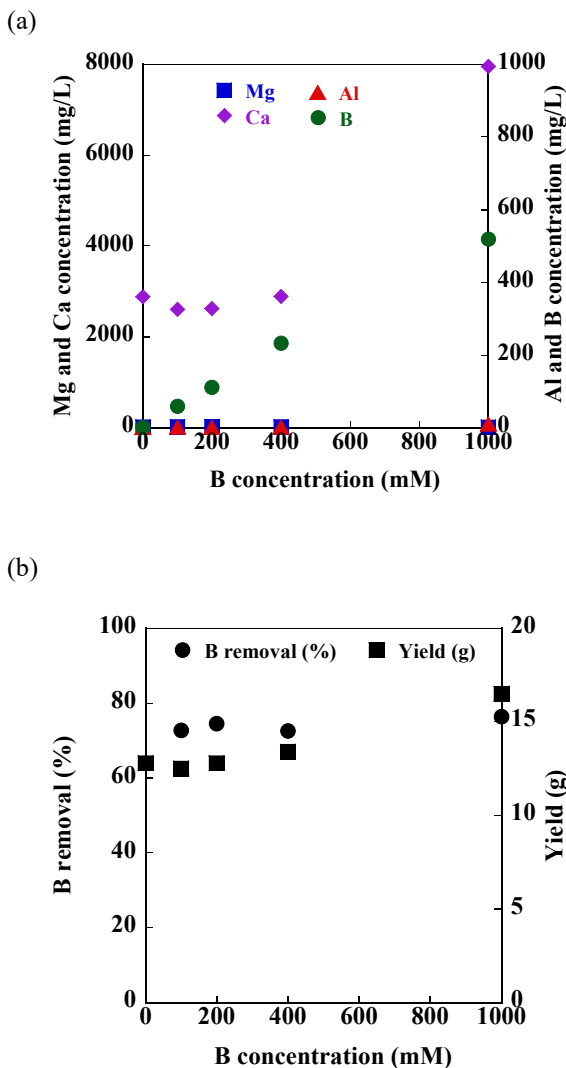 (a)
8000
6000
4000
2000
0
Mg and Ca concentration (mg/L)
Mg
Al
Ca
B
1000
800
600
400
200
0
Al and B concentration (mg/L)
0 200 400 600 800 1000
B concentration (mM)
(b)
100
80
60
40
20
0
B removal (%)
B removal (%)
Yield (g)
20
15
10
5
0
Yield (g)
0 200 400 600 800 1000
B concentration (mM)